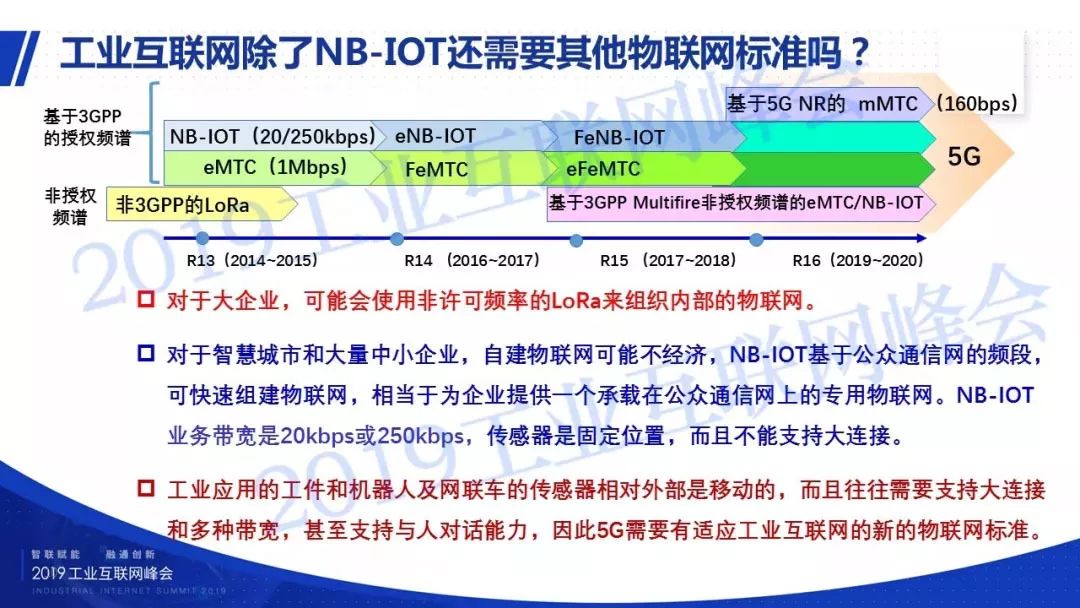 工业互联网除了NB-IOT还需要其他物联网标准吗？
基于3GPP
的授权频谱
基于5G NR的 mMTC
(160bps)
NB-IOT（20/250kbps)
eNB-IOT
FeNB-IOT
5G
eMTC（1Mbps)
FeMTC
eFeMTC
非授权
频谱
非3GPP的LoRa
基于3GPP Multifire非授权频谱的eMTC/NB-IOT
R13（2014~2015）
R14 （2016~2017）
R15 （2017~2018）
R16（2019~2020）
对于大企业，可能会使用非许可频率的LoRa来组织内部的物联网。
对于智慧城市和大量中小企业，自建物联网可能不经济，NB-IOT基于公众通信网的频段，
可快速组建物联网，相当于为企业提供一个承载在公众通信网上的专用物联网。NB-IOT
业务带宽是20kbps或250kbps，传感器是固定位置，而且不能支持大连接。
工业应用的工件和机器人及网联车的传感器相对外部是移动的，而且往往需要支持大连接
和多种带宽，甚至支持与人对话能力，因此5G需要有适应工业互联网的新的物联网标准。
2019工业互联网峰会
2019工业互联网峰会
智联赋能 融通创新
2019工业互联网峰会
INDUSTRIAL INTERNET SUMMIT 2019